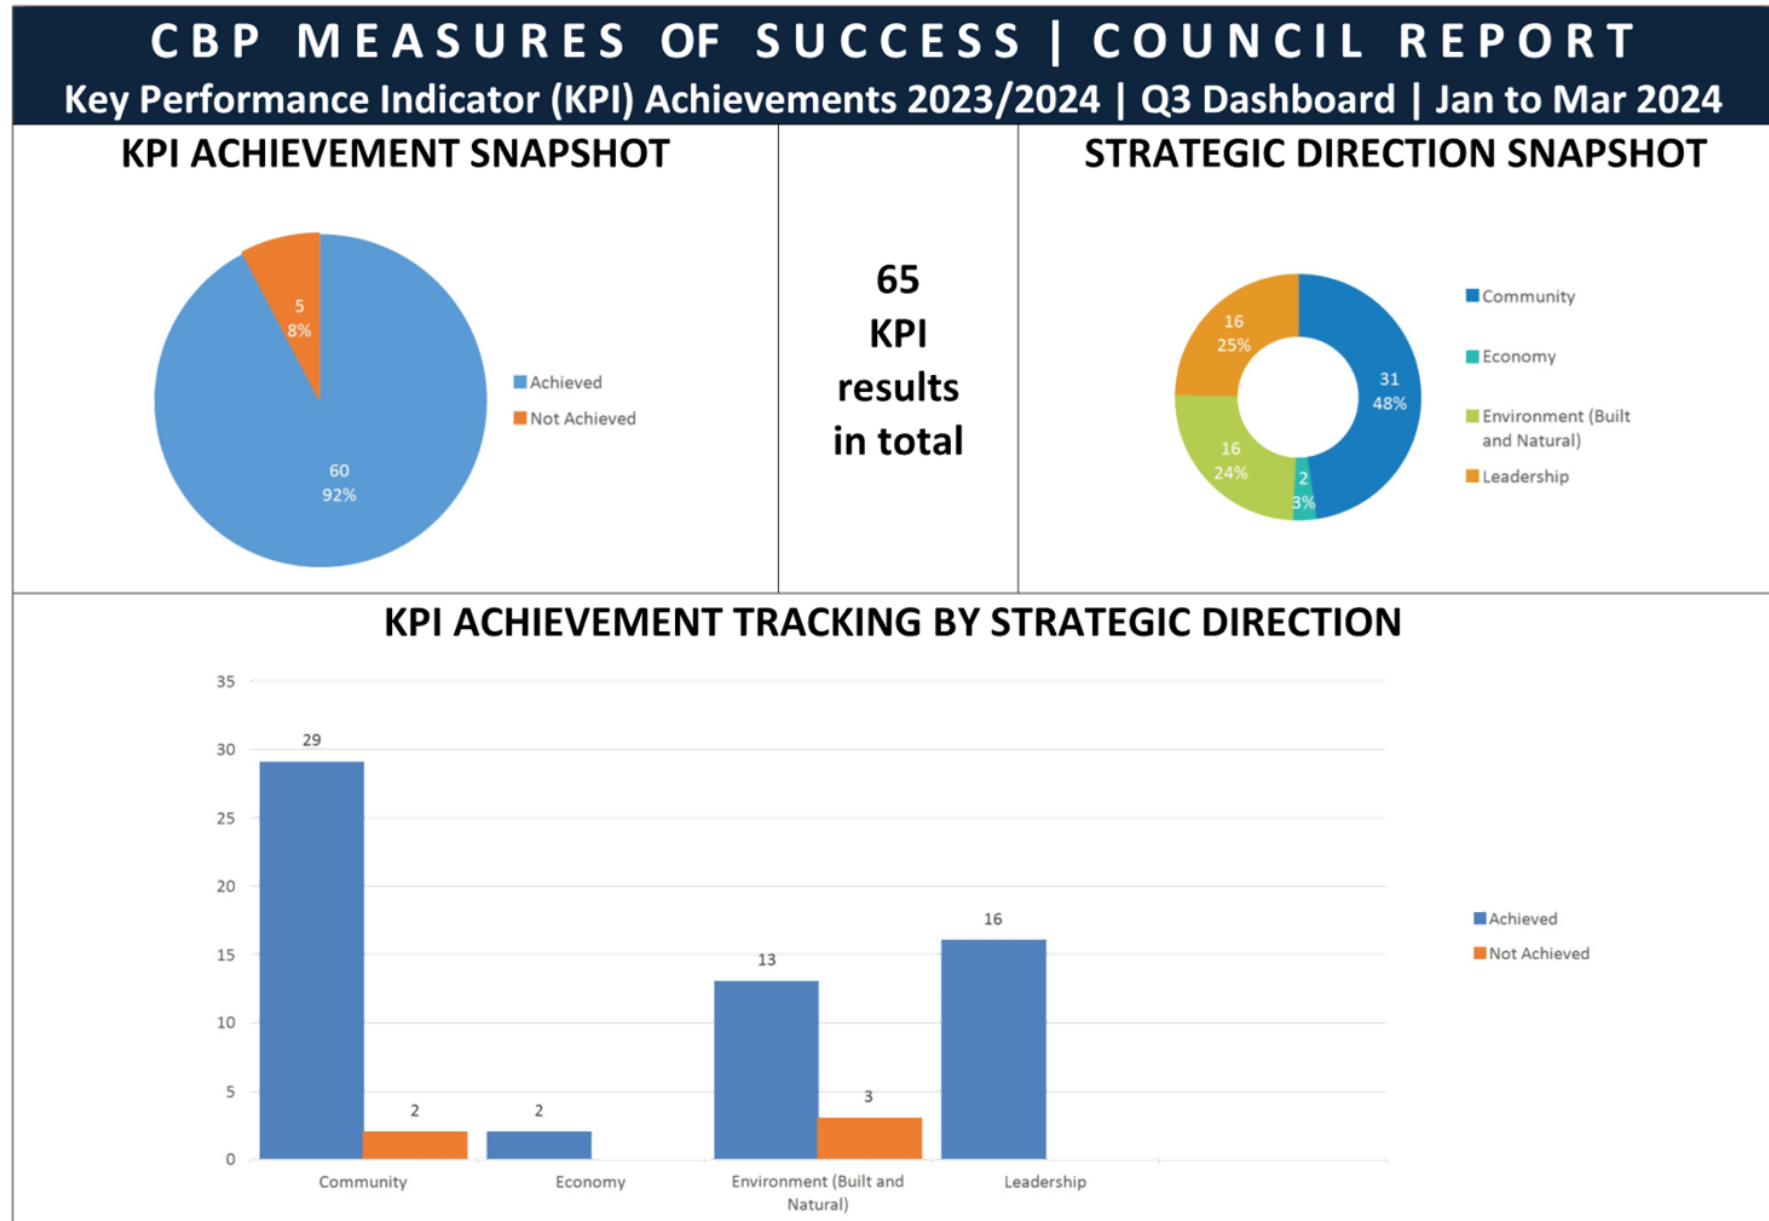 CBP MEASURES OF SUCCESS | COUNCIL REPORT
Key Performance Indicator (KPI) Achievements 2023/2024 | Q3 Dashboard | Jan to Mar 2024
KPI ACHIEVEMENT SNAPSHOT
5
8%
60
92%
Achieved
Not Achieved
65
KPI
results
in total
STRATEGIC DIRECTION SNAPSHOT
16
25%
31
48%
16
24%
2
3%
Community
Economy
Environment (Built
and Natural)
Leadership
KPI ACHIEVEMENT TRACKING BY STRATEGIC DIRECTION
35
30
25
20
15
10
5
0
29
2
2
13
3
16
Community
Economy
Environment (Built and
Natural)
Leadership
Achieved
Not Achieved